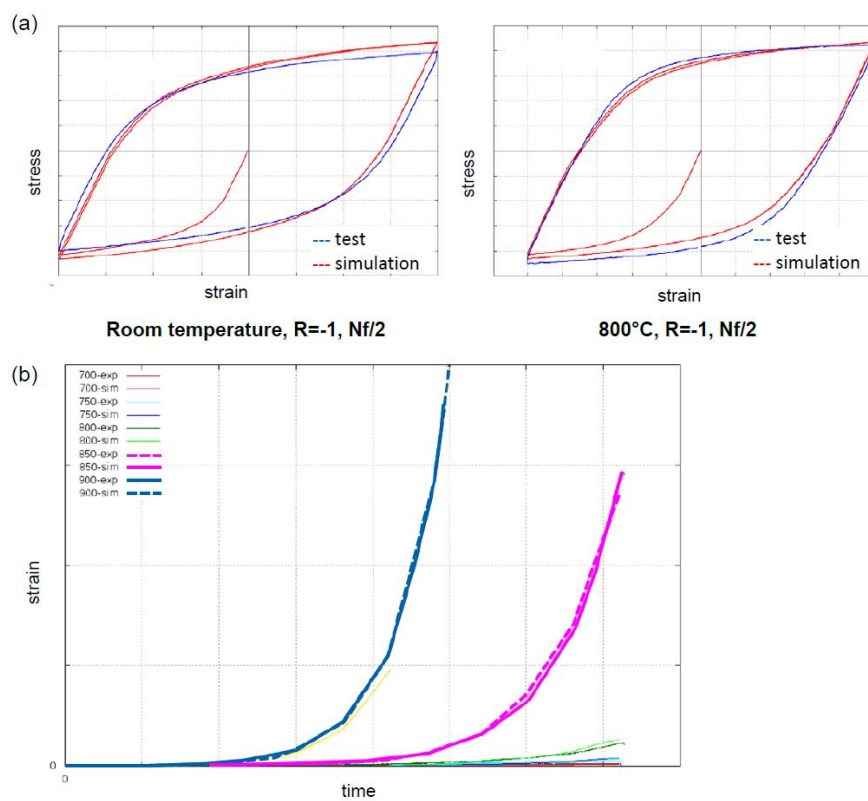 (a)
stress
test
simulation
strain
Room temperature, R=-1, Nf/2
stress
test
simulation
strain
800°C, R=-1, Nf/2
(b)
700-exp
700-sim
750-exp
750-sim
800-exp
800-sim
850-exp
850-sim
900-exp
900-sim
strain
0
0
time